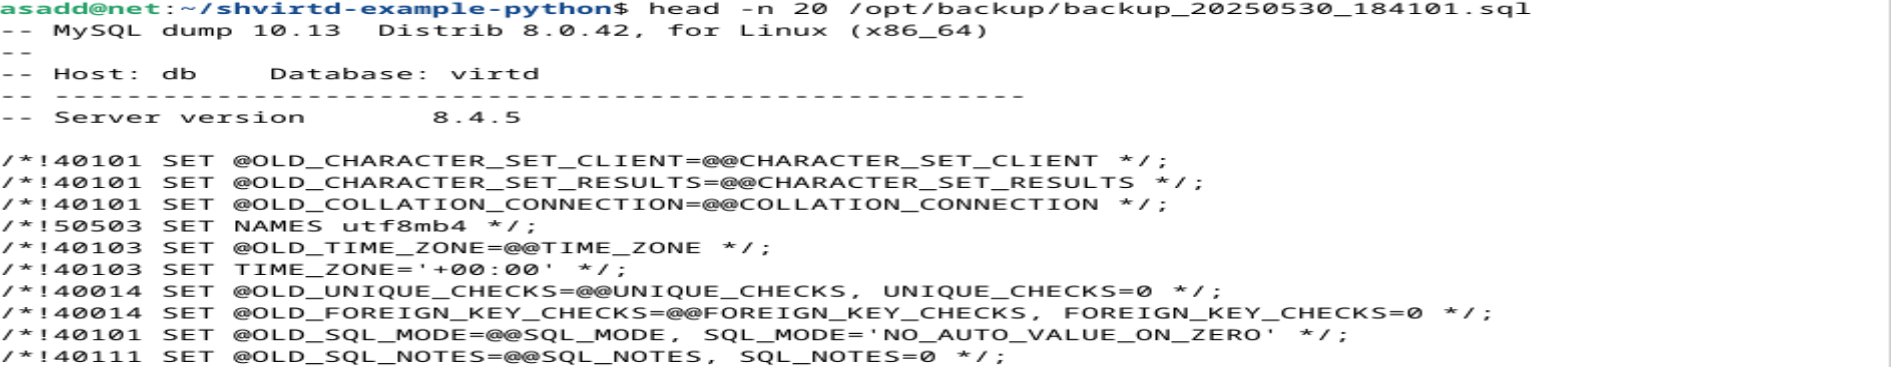 asadd@net:~/shvirtd-example-python$ head -n 20 /opt/backup/backup_20250530_184101.sql
-- MySQL dump 10.13  Distrib 8.0.42, for Linux (x86_64)
--
-- Host: db    Database: virtd
-- ------------------------------------------------------
-- Server version       8.4.5

/*!40101 SET @OLD_CHARACTER_SET_CLIENT=@@CHARACTER_SET_CLIENT */;
/*!40101 SET @OLD_CHARACTER_SET_RESULTS=@@CHARACTER_SET_RESULTS */;
/*!40101 SET @OLD_COLLATION_CONNECTION=@@COLLATION_CONNECTION */;
/*!50503 SET NAMES utf8mb4 */;
/*!40103 SET @OLD_TIME_ZONE=@@TIME_ZONE */;
/*!40103 SET TIME_ZONE='+00:00' */;
/*!40014 SET @OLD_UNIQUE_CHECKS=@@UNIQUE_CHECKS, UNIQUE_CHECKS=0 */;
/*!40014 SET @OLD_FOREIGN_KEY_CHECKS=@@FOREIGN_KEY_CHECKS, FOREIGN_KEY_CHECKS=0 */;
/*!40101 SET @OLD_SQL_MODE=@@SQL_MODE, SQL_MODE='NO_AUTO_VALUE_ON_ZERO' */;
/*!40111 SET @OLD_SQL_NOTES=@@SQL_NOTES, SQL_NOTES=0 */;